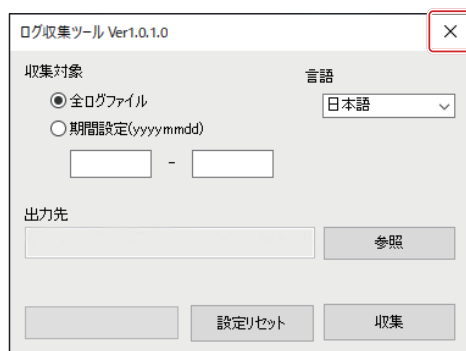 ログ収集ツール Ver1.0.1.0
収集対象
言語
全ログファイル
日本語
期間設定(yyyymmdd)
-
出力先
参照
設定リセット
収集